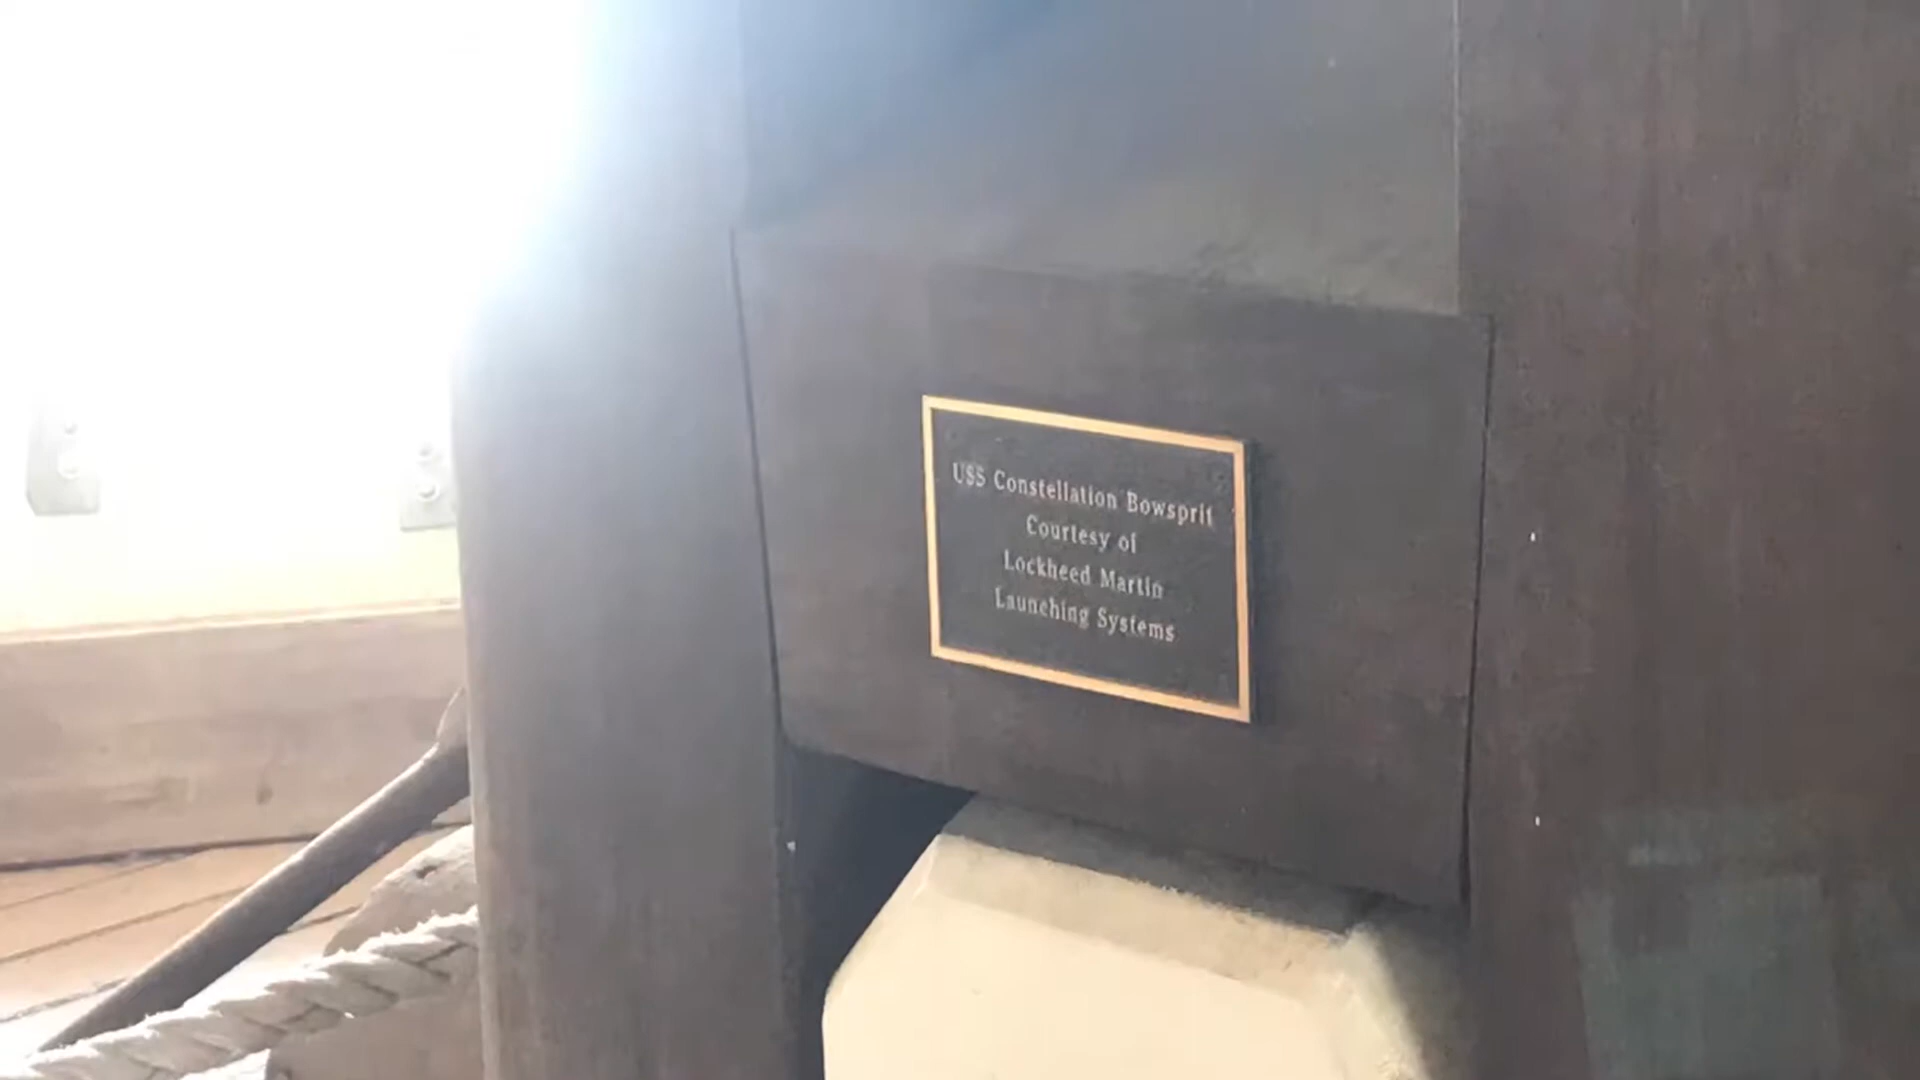 USS Constellation Bowsprit
Courtesy of
Lockheed Martin
Launching Systems